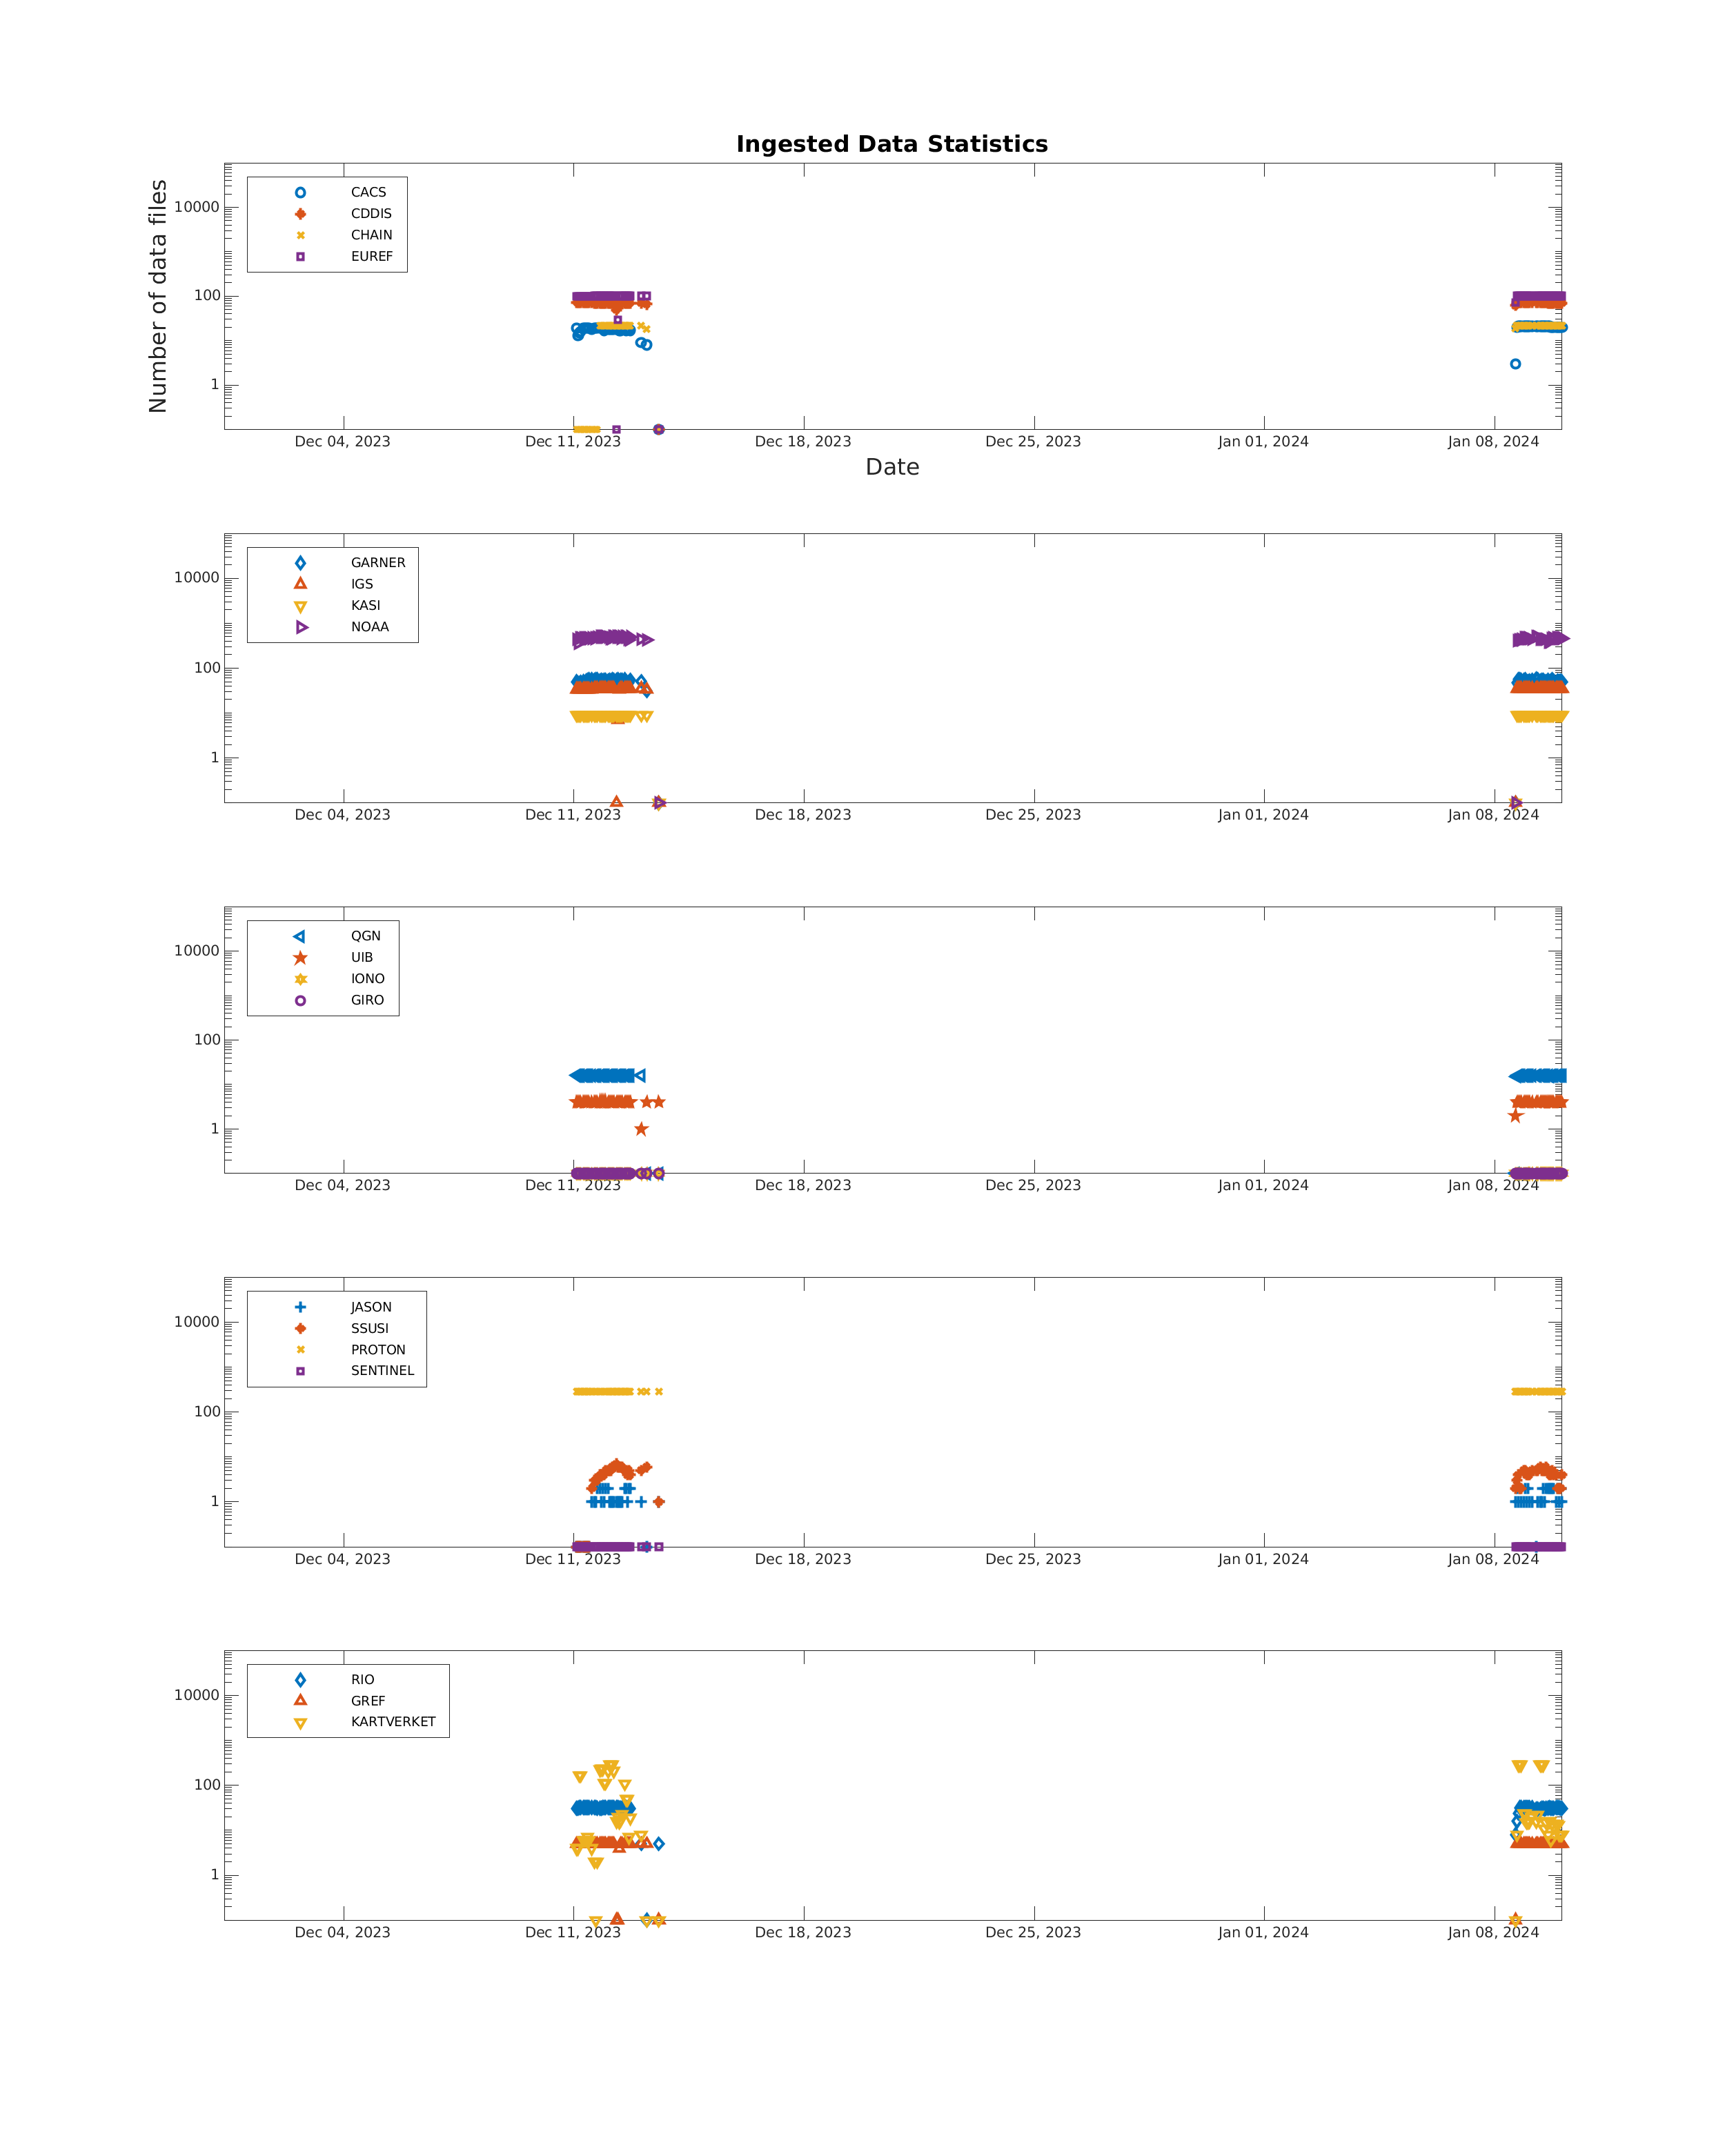 Ingested Data Statistics
Number of data files
10000
100
1
CACS
CDDIS
CHAIN
EUREF
Dec 04, 2023 Dec 11, 2023 Dec 18, 2023 Dec 25, 2023 Jan 01, 2024 Jan 08, 2024
Date
10000
100
1
GARNER
IGS
KASI
NOAA
Dec 04, 2023 Dec 11, 2023 Dec 18, 2023 Dec 25, 2023 Jan 01, 2024 Jan 08, 2024
10000
100
1
QGN
UIB
IONO
GIRO
Dec 04, 2023 Dec 11, 2023 Dec 18, 2023 Dec 25, 2023 Jan 01, 2024 Jan 08, 2024
10000
100
1
JASON
SSUSI
PROTON
SENTINEL
Dec 04, 2023 Dec 11, 2023 Dec 18, 2023 Dec 25, 2023 Jan 01, 2024 Jan 08, 2024
10000
100
1
RIO
GREF
KARTVERKET
Dec 04, 2023 Dec 11, 2023 Dec 18, 2023 Dec 25, 2023 Jan 01, 2024 Jan 08, 2024